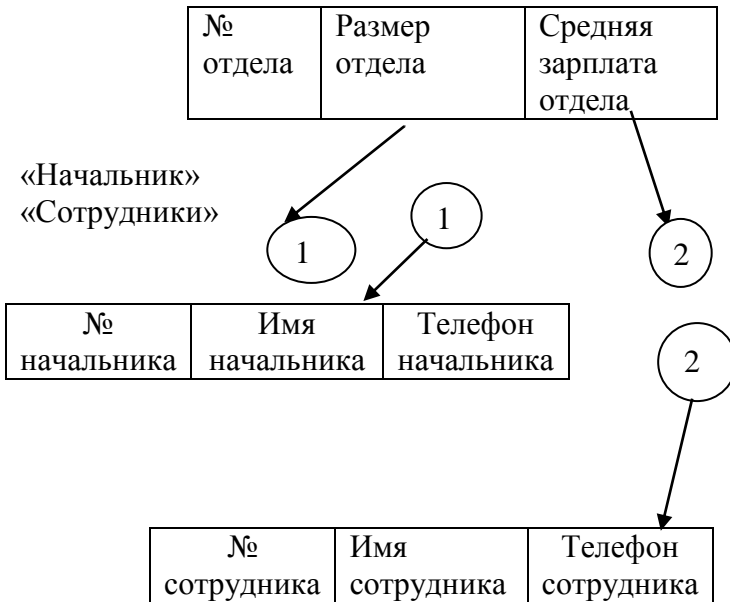 № Размер Средняя
отдела отдела зарплата
отдела
«Начальник»
«Сотрудники»
1 1
2
№ Имя Телефон
начальника начальника начальника
2
№ Имя Телефон
сотрудника сотрудника сотрудника